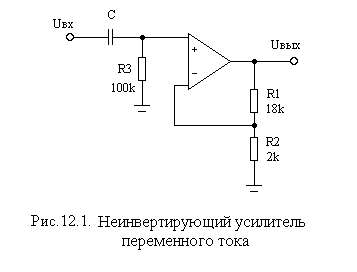 C
Uвх
Uвых
+
−
R3
100k
R1
18k
R2
2k
Рис.12.1. Неинвертирующий усилитель
переменного тока